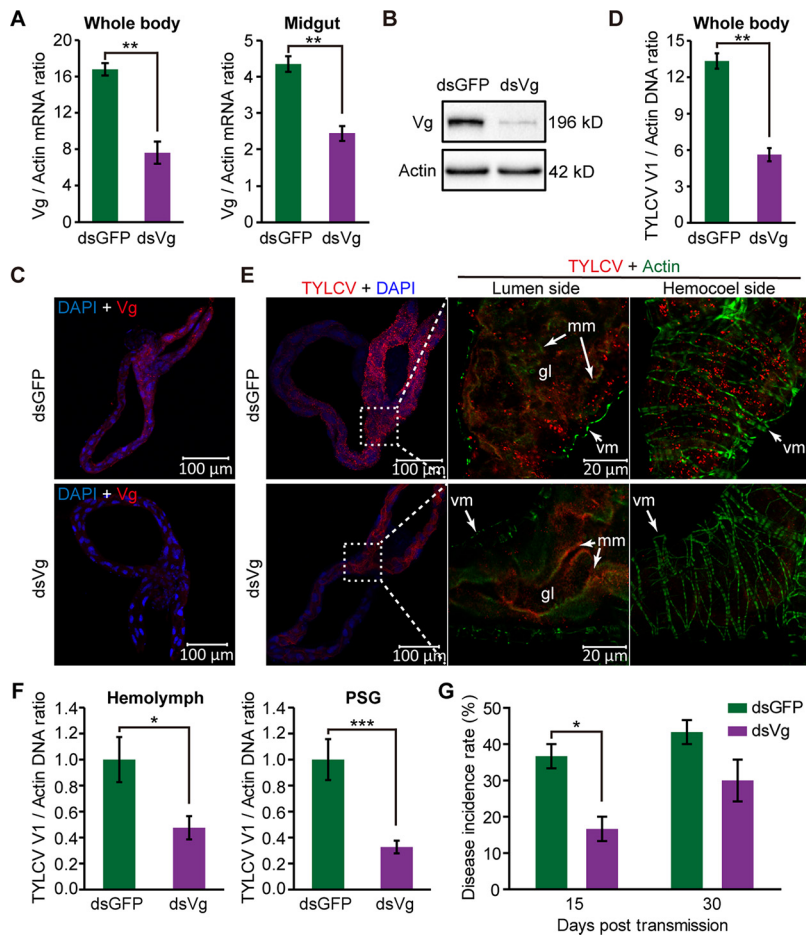 A
Whole body
Vg / Actin mRNA ratio
20
16
12
8
4
0
**
dsGFP dsVg
Midgut
Vg / Actin mRNA ratio
5
4
3
2
1
0
**
dsGFP dsVg
B
dsGFP dsVg
Vg 196 kD
Actin 42 kD
D
Whole body
TYLCV V1 / Actin DNA ratio
15
12
9
6
3
0
**
dsGFP dsVg
C
dsGFP
DAPI + Vg
100 µm
dsVg
DAPI + Vg
100 µm
E
TYLCV + DAPI
TYLCV + Actin
Lumen side
Hemocoel side
dsGFP
100 µm
mm
gl
vm
20 µm
vm
dsVg
100 µm
vm
mm
gl
20 µm
vm
F
Hemolymph
TYLCV V1 / Actin DNA ratio
1.4
1.2
1.0
0.8
0.6
0.4
0.2
0.0
*
dsGFP dsVg
PSG
TYLCV V1 / Actin DNA ratio
1.4
1.2
1.0
0.8
0.6
0.4
0.2
0.0
***
dsGFP dsVg
G
Disease incidence rate (%)
50
40
30
20
10
0
*
dsGFP
dsVg
15 30
Days post transmission